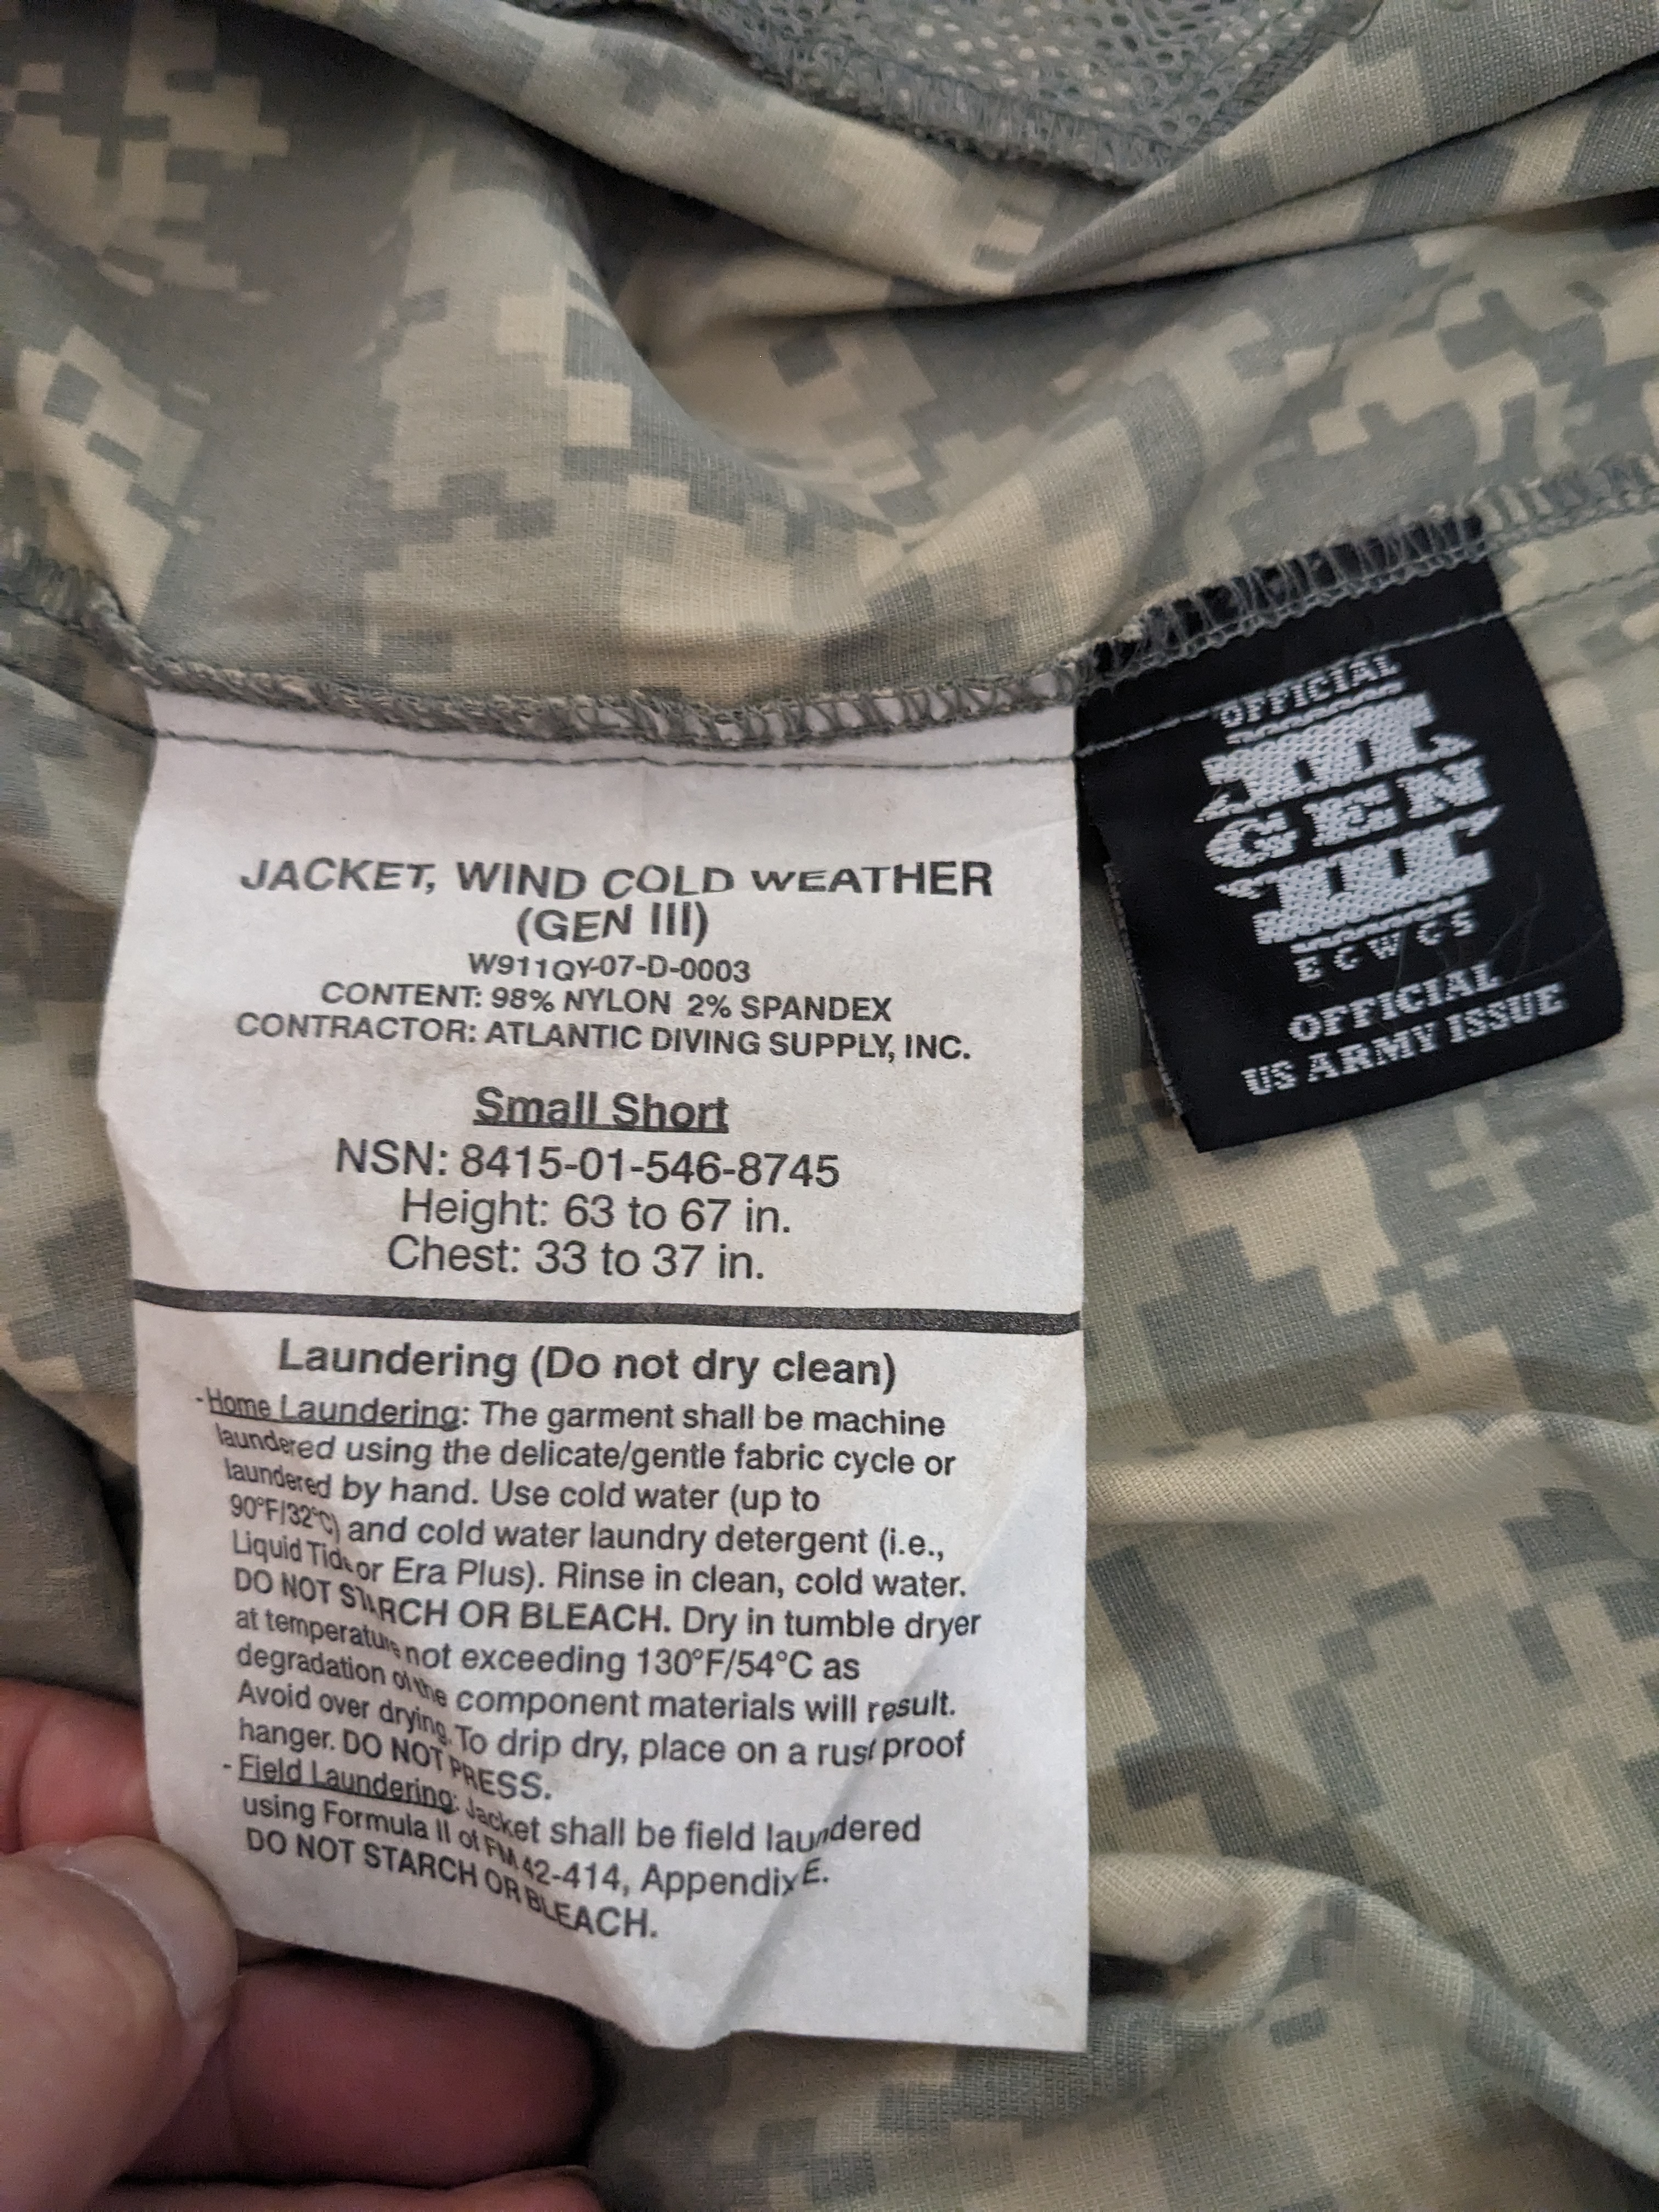 JACKET, WIND COLD WEATHER
(GEN III)
W911QY-07-D-0003
CONTENT: 98% NYLON 2% SPANDEX
CONTRACTOR: ATLANTIC DIVING SUPPLY, INC.
Small Short
NSN: 8415-01-546-8745
Height: 63 to 67 in.
Chest: 33 to 37 in.
Laundering (Do not dry clean)
-Home Laundering: The garment shall be machine
laundered using the delicate/gentle fabric cycle or
laundered by hand. Use cold water (up to
90°F/32°C) and cold water laundry detergent (i.e.,
Liquid Tide or Era Plus). Rinse in clean, cold water.
DO NOT STARCH OR BLEACH. Dry in tumble dryer
at temperature not exceeding 130°F/54°C as
degradation of the component materials will result.
Avoid over drying. To drip dry, place on a rust proof
hanger. DO NOT PRESS.
- Field Laundering: Jacket shall be field laundered
using Formula II of FM 42-414, Appendix E.
DO NOT STARCH OR BLEACH.
OFFICIAL
III
GEN
III
ECWCS
OFFICIAL
US ARMY ISSUE